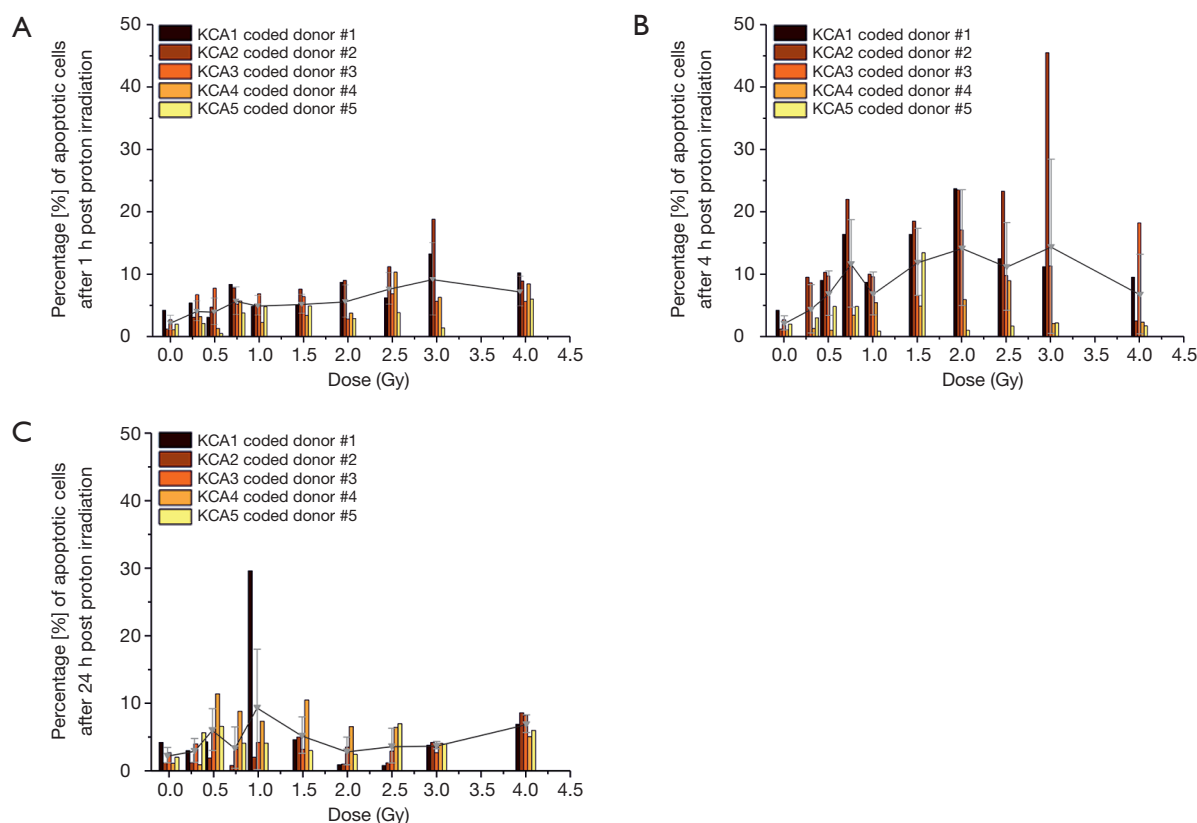 A
Percentage [%] of apoptotic cells
after 1 h post proton irradiation
50
40
30
20
10
0
KCA1 coded donor #1
KCA2 coded donor #2
KCA3 coded donor #3
KCA4 coded donor #4
KCA5 coded donor #5
0.0 0.5 1.0 1.5 2.0 2.5 3.0 3.5 4.0 4.5
Dose (Gy)
B
Percentage [%] of apoptotic cells
after 4 h post proton irradiation
50
40
30
20
10
0
KCA1 coded donor #1
KCA2 coded donor #2
KCA3 coded donor #3
KCA4 coded donor #4
KCA5 coded donor #5
0.0 0.5 1.0 1.5 2.0 2.5 3.0 3.5 4.0 4.5
Dose (Gy)
C
Percentage [%] of apoptotic cells
after 24 h post proton irradiation
50
40
30
20
10
0
KCA1 coded donor #1
KCA2 coded donor #2
KCA3 coded donor #3
KCA4 coded donor #4
KCA5 coded donor #5
0.0 0.5 1.0 1.5 2.0 2.5 3.0 3.5 4.0 4.5
Dose (Gy)